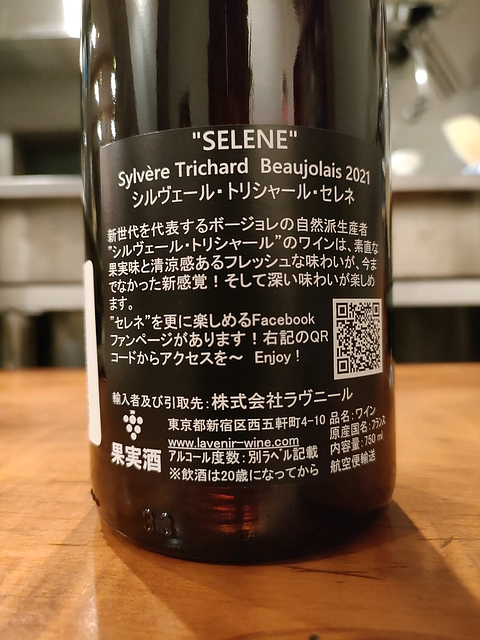 "SELENE"
Sylvère Trichard Beaujolais 2021
シルヴェール・トリシャール・セレネ
新世代を代表するボージョレの自然派生産者
"シルヴェール・トリシャール"のワインは、素直な
果実味と清涼感あるフレッシュな味わいが、今ま
でなかった新感覚！そして深い味わいが楽しめ
ます。
"セレネ"を更に楽しめるFacebook
ファンページがあります！右記のQR
コードからアクセスを〜 Enjoy！
輸入者及び引取先：株式会社ラヴニール
東京都新宿区西五軒町4-10
www.lavenir-wine.com
アルコール度数：別ラベル記載
※飲酒は20歳になってから
果実酒
品名：ワイン
原産国名：フランス
内容量：750 ml
航空便輸送
33